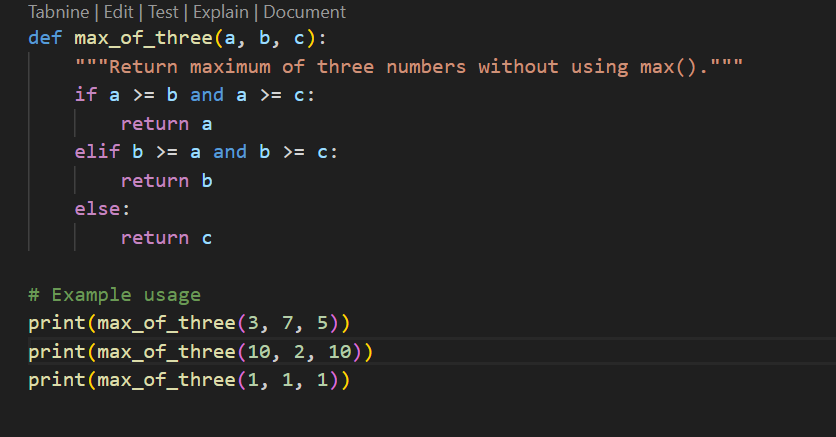 Tabnine | Edit | Test | Explain | Document
def max_of_three(a, b, c):
    """Return maximum of three numbers without using max()."""
    if a >= b and a >= c:
        return a
    elif b >= a and b >= c:
        return b
    else:
        return c

# Example usage
print(max_of_three(3, 7, 5))
print(max_of_three(10, 2, 10))
print(max_of_three(1, 1, 1))